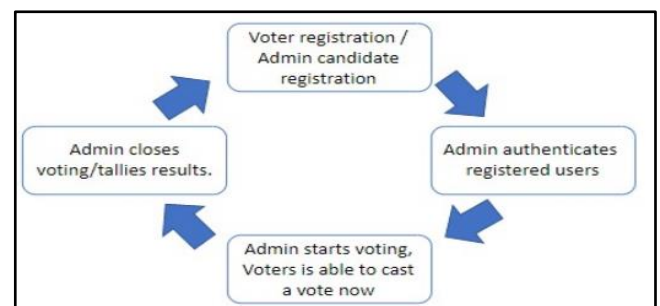 Voter registration /
Admin candidate
registration
Admin authenticates
registered users
Admin starts voting,
Voters is able to cast
a vote now
Admin closes
voting/tallies results.